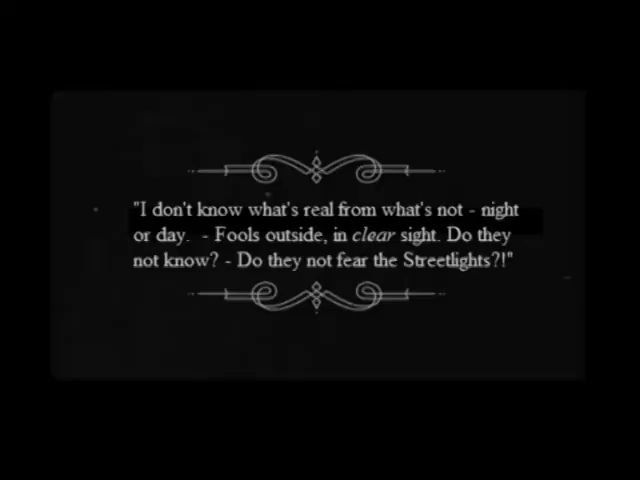 "I don't know what's real from what's not - night
or day.  - Fools outside, in clear sight. Do they
not know? - Do they not fear the Streetlights?!"